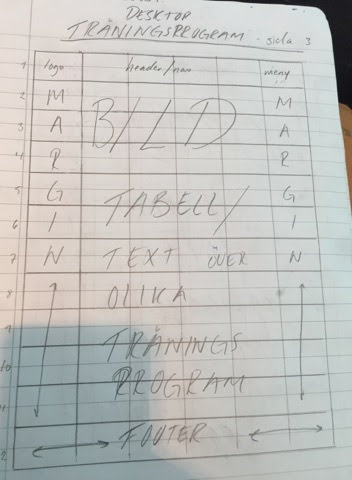 DESKTOP
TRÄNINGSPROGRAM - sida 3
1 logo header/nav meny
2 M M
3 A BILD A
4 R R
5 G G
6 I TABELL/ I
7 N TEXT ÖVER N
8 OLIKA
9 TRÄNINGS
10 PROGRAM
11
12 FOOTER